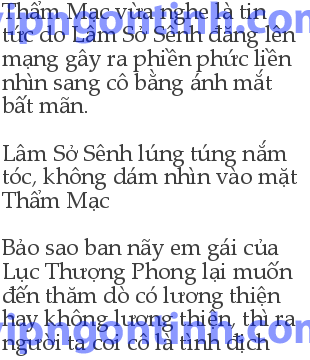 Thẩm Mạc vừa nghe là tin
tức do Lâm Sở Sênh đăng lên
mạng gây ra phiền phức liền
nhìn sang cô bằng ánh mắt
bất mãn.
Lâm Sở Sênh lúng túng nắm
tóc, không dám nhìn vào mặt
Thẩm Mạc
Bảo sao ban nãy em gái của
Lục Thượng Phong lại muốn
đến thăm dò có lương thiện
hay không lương thiện, thì ra
người ta coi cô là tình địch